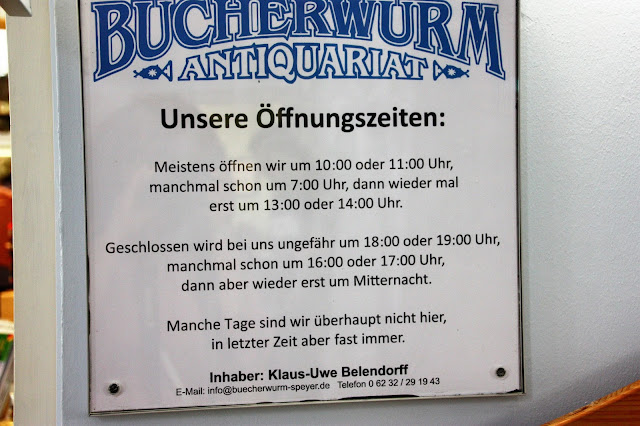 BÜCHERWURM
ANTIQUARIAT
Unsere Öffnungszeiten:
Meistens öffnen wir um 10:00 oder 11:00 Uhr,
manchmal schon um 7:00 Uhr, dann wieder mal
erst um 13:00 oder 14:00 Uhr.
Geschlossen wird bei uns ungefähr um 18:00 oder 19:00 Uhr,
manchmal schon um 16:00 oder 17:00 Uhr,
dann aber wieder erst um Mitternacht.
Manche Tage sind wir überhaupt nicht hier,
in letzter Zeit aber fast immer.
Inhaber: Klaus-Uwe Belendorff
E-Mail: info@buecherwurm-speyer.de Telefon 0 62 32 / 29 19 43